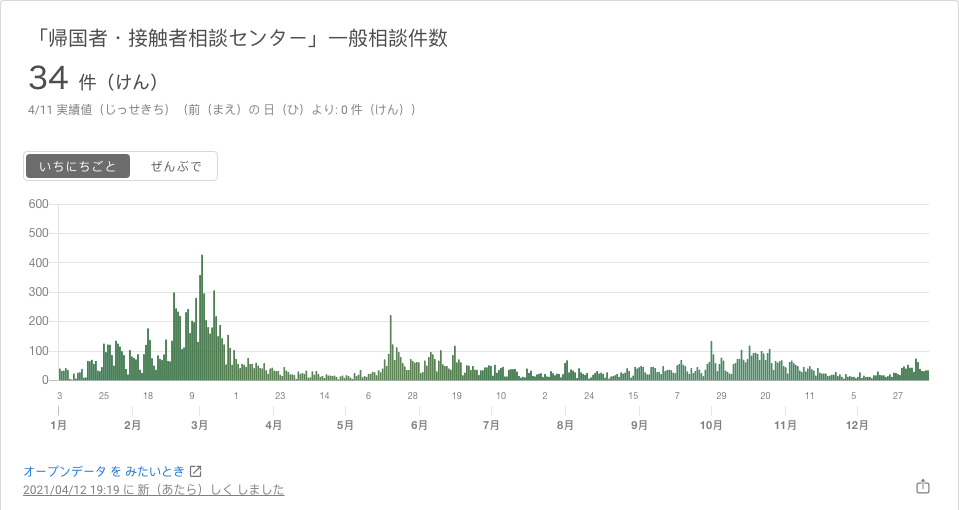 「帰国者・接触者相談センター」一般相談件数
34 件（けん）
4/11 実績値（じっせきち）（前（まえ）の 日（ひ）より: 0 件（けん））
いちにちごと ぜんぶで
600
500
400
300
200
100
0
3 25 18 9 1 23 14 6 28 19 10 2 24 15 7 29 20 11 5 27
1月 2月 3月 4月 5月 6月 7月 8月 9月 10月 11月 12月
オープンデータ を みたいとき
2021/04/12 19:19 に 新（あたら）しく しました